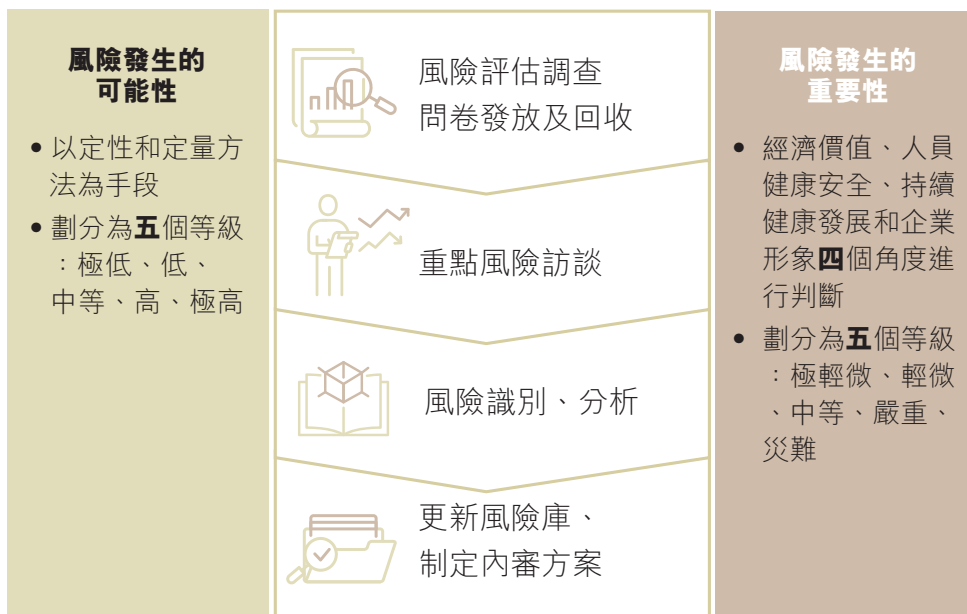 風險發生的
可能性
• 以定性和定量方
法為手段
• 劃分為五個等級
：極低、低、
中等、高、極高
風險評估調查
問卷發放及回收
重點風險訪談
風險識別、分析
更新風險庫、
制定內審方案
風險發生的
重要性
• 經濟價值、人員
健康安全、持續
健康發展和企業
形象四個角度進
行判斷
• 劃分為五個等級
：極輕微、輕微
、中等、嚴重、
災難